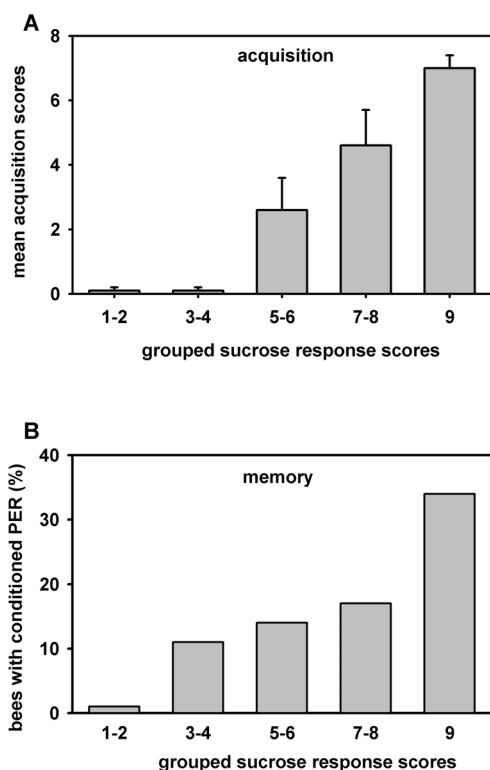 A
acquisition
mean acquisition scores
8
6
4
2
0
1-2 3-4 5-6 7-8 9
grouped sucrose response scores
B
memory
bees with conditioned PER (%)
40
30
20
10
0
1-2 3-4 5-6 7-8 9
grouped sucrose response scores